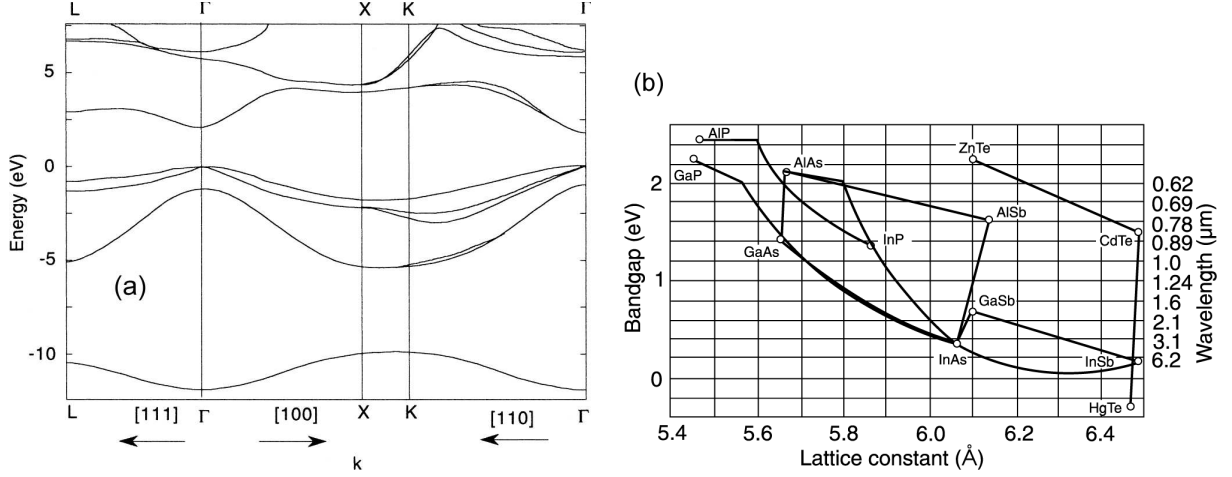 L Γ X K Γ
Energy (eV)
5
0
-5
-10
(a)
L Γ X K Γ
[111] [100] [110]
k
(b)
Bandgap (eV)
2
1
0
AlP
GaP
AlAs
ZnTe
AlSb
GaAs
InP
CdTe
GaSb
InAs
InSb
HgTe
0.62
0.69
0.78
0.89
1.0
1.24
1.6
2.1
3.1
6.2
Wavelength (μm)
5.4 5.6 5.8 6.0 6.2 6.4
Lattice constant (Å)